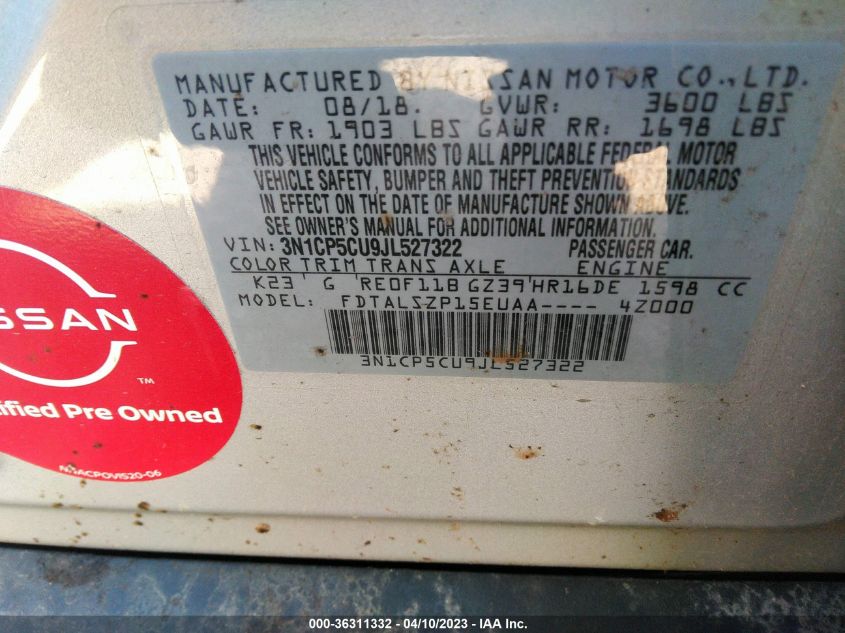 MANUFACTURED BY NISSAN MOTOR CO.,LTD.
DATE: 08/18. GVWR: 3600 LBS
GAWR FR: 1903 LBS GAWR RR: 1698 LBS
THIS VEHICLE CONFORMS TO ALL APPLICABLE FEDERAL MOTOR
VEHICLE SAFETY, BUMPER AND THEFT PREVENTION STANDARDS
IN EFFECT ON THE DATE OF MANUFACTURE SHOWN ABOVE.
SEE OWNER'S MANUAL FOR ADDITIONAL INFORMATION.
VIN: 3N1CP5CU9JL527322 PASSENGER CAR.
COLOR TRIM TRANS AXLE ENGINE
K23 G RE0F11B GZ39 HR16DE 1598 CC
MODEL: FDTALSZP15EUAA---- 4Z000
3N1CP5CU9JL527322
ISSAN
TM
tified Pre Owned
000-36311332 - 04/10/2023 - IAA Inc.